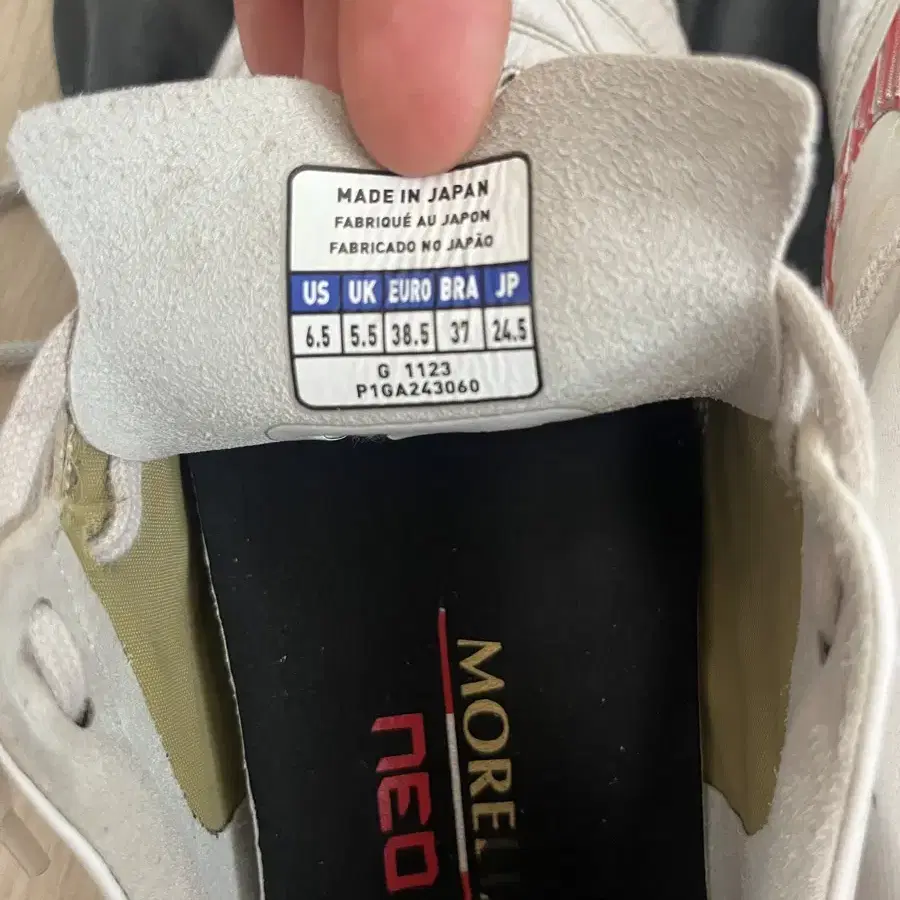 MADE IN JAPAN
FABRIQUÉ AU JAPON
FABRICADO NO JAPÃO
US UK EURO BRA JP
6.5 5.5 38.5 37 24.5
G 1123
P1GA243060
MORELI
NEO